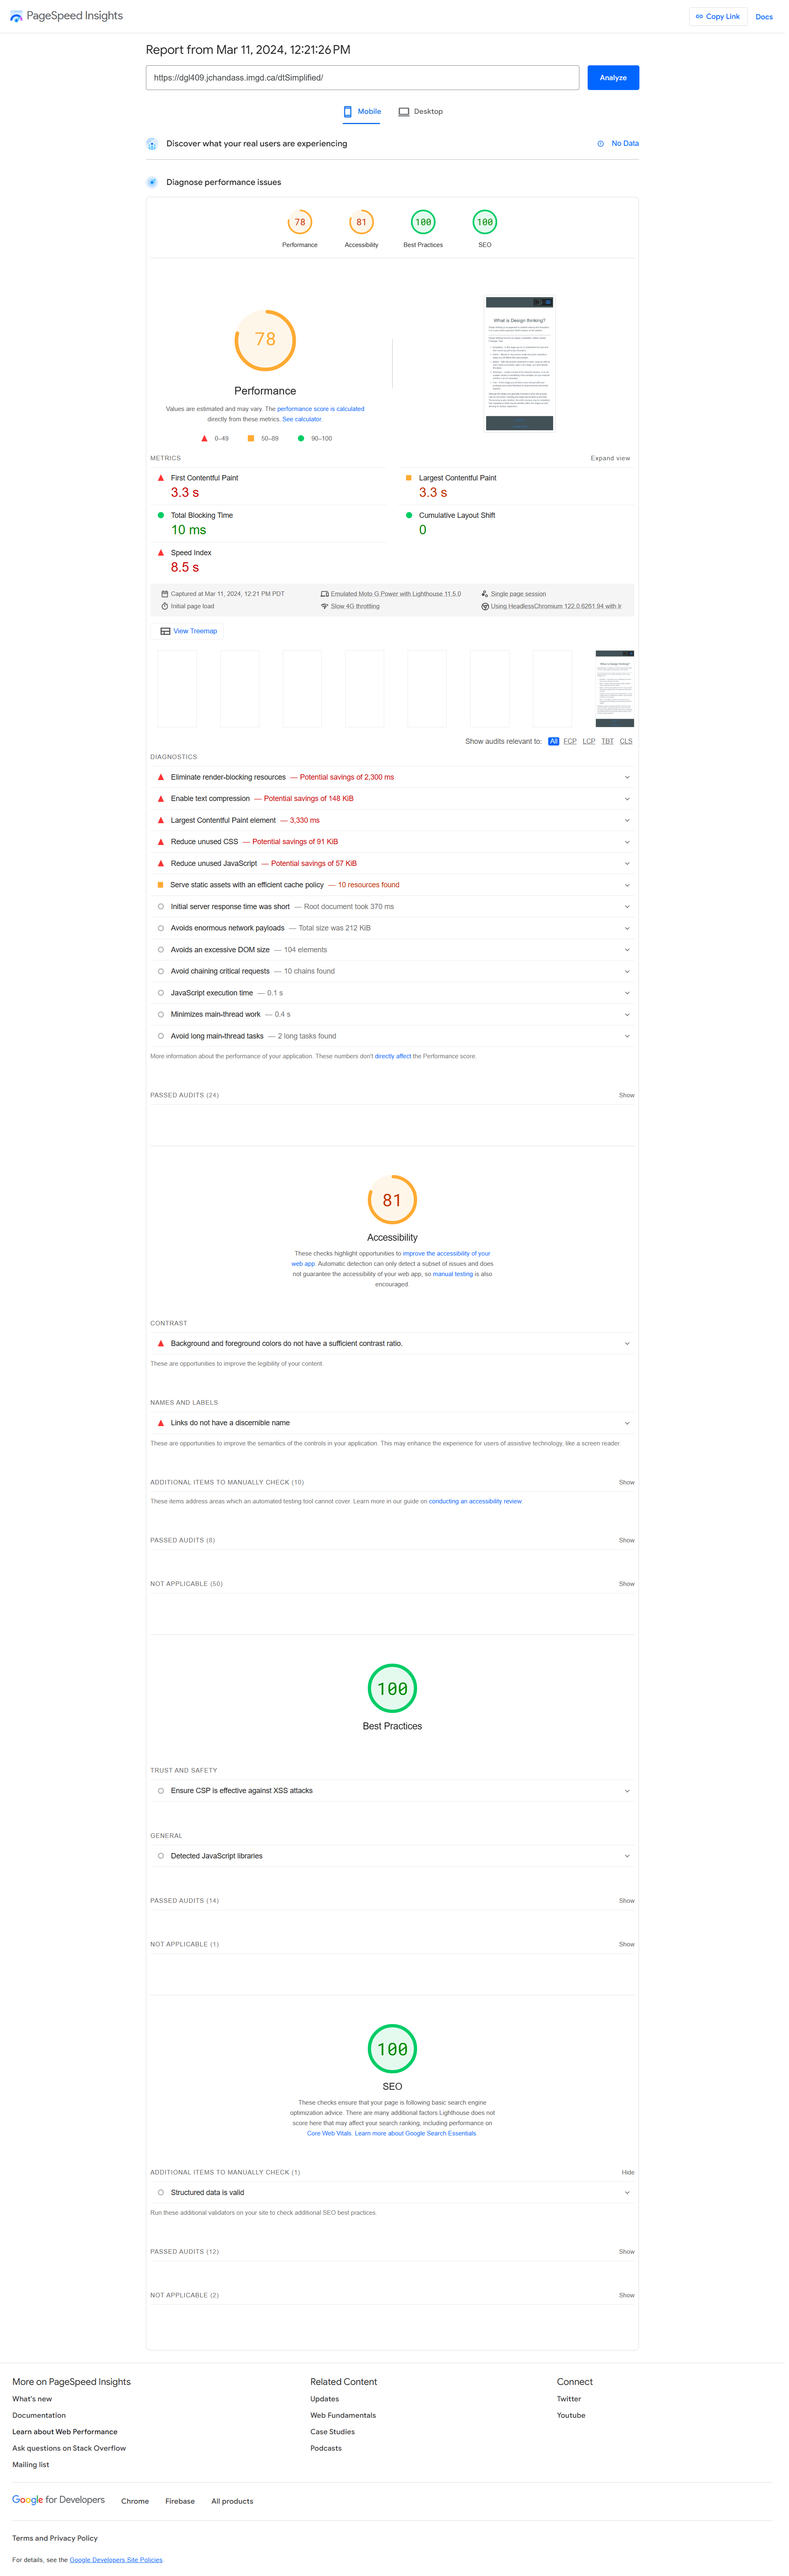 PageSpeed Insights
Copy Link
Docs
Report from Mar 11, 2024, 12:21:26 PM
https://dgl409.jchandass.imgd.ca/dtSimplified/
Analyze
Mobile
Desktop
Discover what your real users are experiencing
No Data
Diagnose performance issues
78
81
100
100
Performance
Accessibility
Best Practices
SEO
78
Performance
Values are estimated and may vary. The performance score is calculated
directly from these metrics. See calculator.
0–49
50–89
90–100
What is Design thinking?
METRICS
Expand view
First Contentful Paint
3.3 s
Largest Contentful Paint
3.3 s
Total Blocking Time
10 ms
Cumulative Layout Shift
0
Speed Index
8.5 s
Captured at Mar 11, 2024, 12:21 PM PDT
Emulated Moto G Power with Lighthouse 11.5.0
Single page session
Initial page load
Slow 4G throttling
Using HeadlessChromium 122.0.6261.94 with lr
View Treemap
Show audits relevant to:
All
FCP
LCP
TBT
CLS
DIAGNOSTICS
Eliminate render-blocking resources — Potential savings of 2,300 ms
Enable text compression — Potential savings of 148 KiB
Largest Contentful Paint element — 3,330 ms
Reduce unused CSS — Potential savings of 91 KiB
Reduce unused JavaScript — Potential savings of 57 KiB
Serve static assets with an efficient cache policy — 10 resources found
Initial server response time was short — Root document took 370 ms
Avoids enormous network payloads — Total size was 212 KiB
Avoids an excessive DOM size — 104 elements
Avoid chaining critical requests — 10 chains found
JavaScript execution time — 0.1 s
Minimizes main-thread work — 0.4 s
Avoid long main-thread tasks — 2 long tasks found
More information about the performance of your application. These numbers don't directly affect the Performance score.
PASSED AUDITS (24)
Show
81
Accessibility
These checks highlight opportunities to improve the accessibility of your
web app. Automatic detection can only detect a subset of issues and does
not guarantee the accessibility of your web app, so manual testing is also
encouraged.
CONTRAST
Background and foreground colors do not have a sufficient contrast ratio.
These are opportunities to improve the legibility of your content.
NAMES AND LABELS
Links do not have a discernible name
These are opportunities to improve the semantics of the controls in your application. This may enhance the experience for users of assistive technology, like a screen reader.
ADDITIONAL ITEMS TO MANUALLY CHECK (10)
Show
These items address areas which an automated testing tool cannot cover. Learn more in our guide on conducting an accessibility review.
PASSED AUDITS (8)
Show
NOT APPLICABLE (50)
Show
100
Best Practices
TRUST AND SAFETY
Ensure CSP is effective against XSS attacks
GENERAL
Detected JavaScript libraries
PASSED AUDITS (14)
Show
NOT APPLICABLE (1)
Show
100
SEO
These checks ensure that your page is following basic search engine
optimization advice. There are many additional factors Lighthouse does not
score here that may affect your search ranking, including performance on
Core Web Vitals. Learn more about Google Search Essentials.
ADDITIONAL ITEMS TO MANUALLY CHECK (1)
Hide
Structured data is valid
Run these additional validators on your site to check additional SEO best practices.
PASSED AUDITS (12)
Show
NOT APPLICABLE (2)
Show
More on PageSpeed Insights
What's new
Documentation
Learn about Web Performance
Ask questions on Stack Overflow
Mailing list
Related Content
Updates
Web Fundamentals
Case Studies
Podcasts
Connect
Twitter
Youtube
Google for Developers
Chrome
Firebase
All products
Terms and Privacy Policy
For details, see the Google Developers Site Policies.